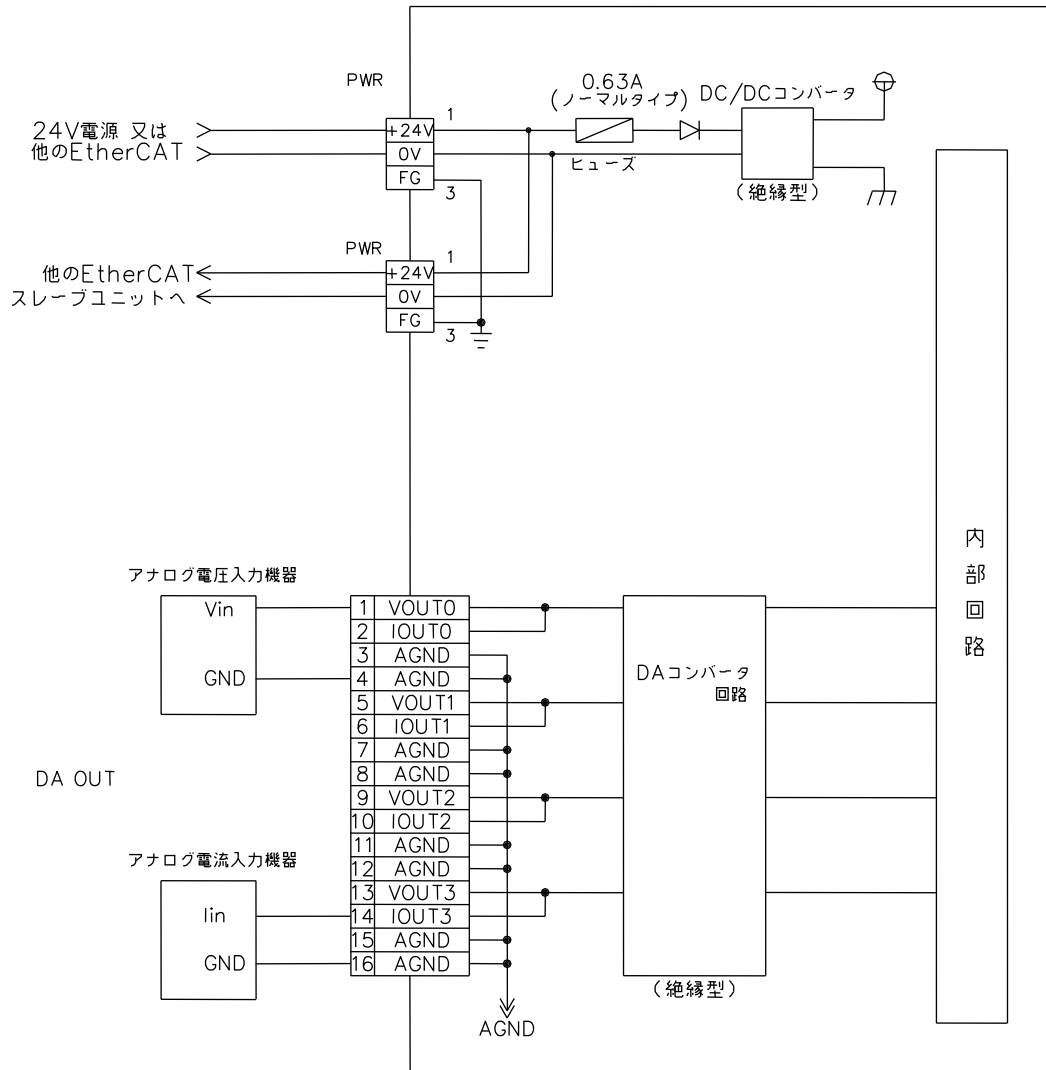 PWR
0.63A
(ノーマルタイプ)
DC/DCコンバータ
24V電源 又は
他のEtherCAT
+24V
0V
FG
1
3
ヒューズ
(絶縁型)
PWR
他のEtherCAT
スレーブユニットへ
+24V
0V
FG
1
3
内部回路
アナログ電圧入力機器
Vin
GND
1 VOUT0
2 IOUT0
3 AGND
4 AGND
5 VOUT1
6 IOUT1
7 AGND
8 AGND
9 VOUT2
10 IOUT2
11 AGND
12 AGND
13 VOUT3
14 IOUT3
15 AGND
16 AGND
DAコンバータ
回路
DA OUT
アナログ電流入力機器
Iin
GND
(絶縁型)
AGND